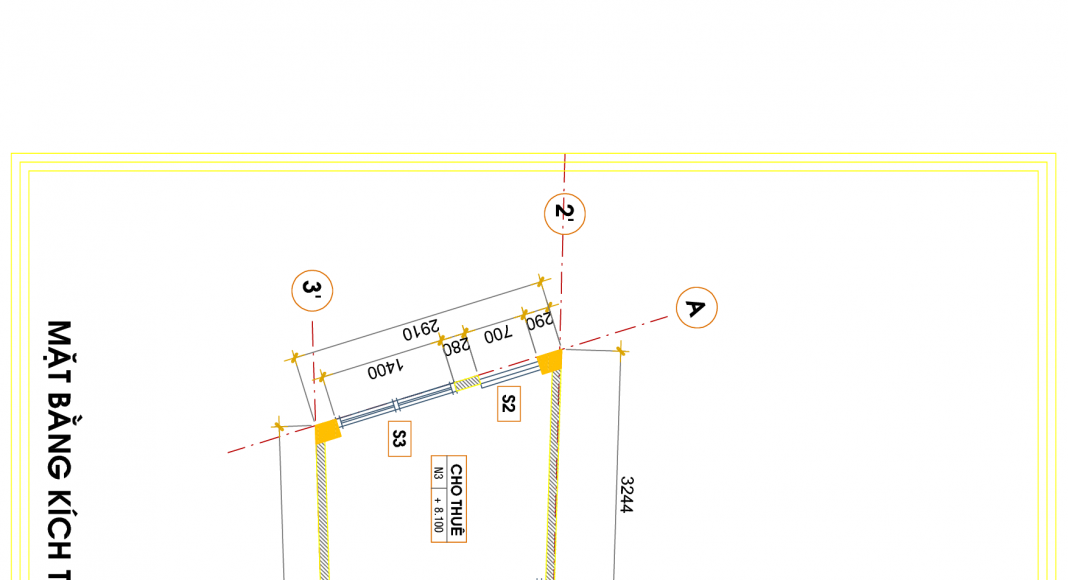 2'
3'
A
2910
290
700
280
1400
S2
S3
3244
CHO THUÊ
N3
+ 8.100
MẶT BẰNG KÍCH T